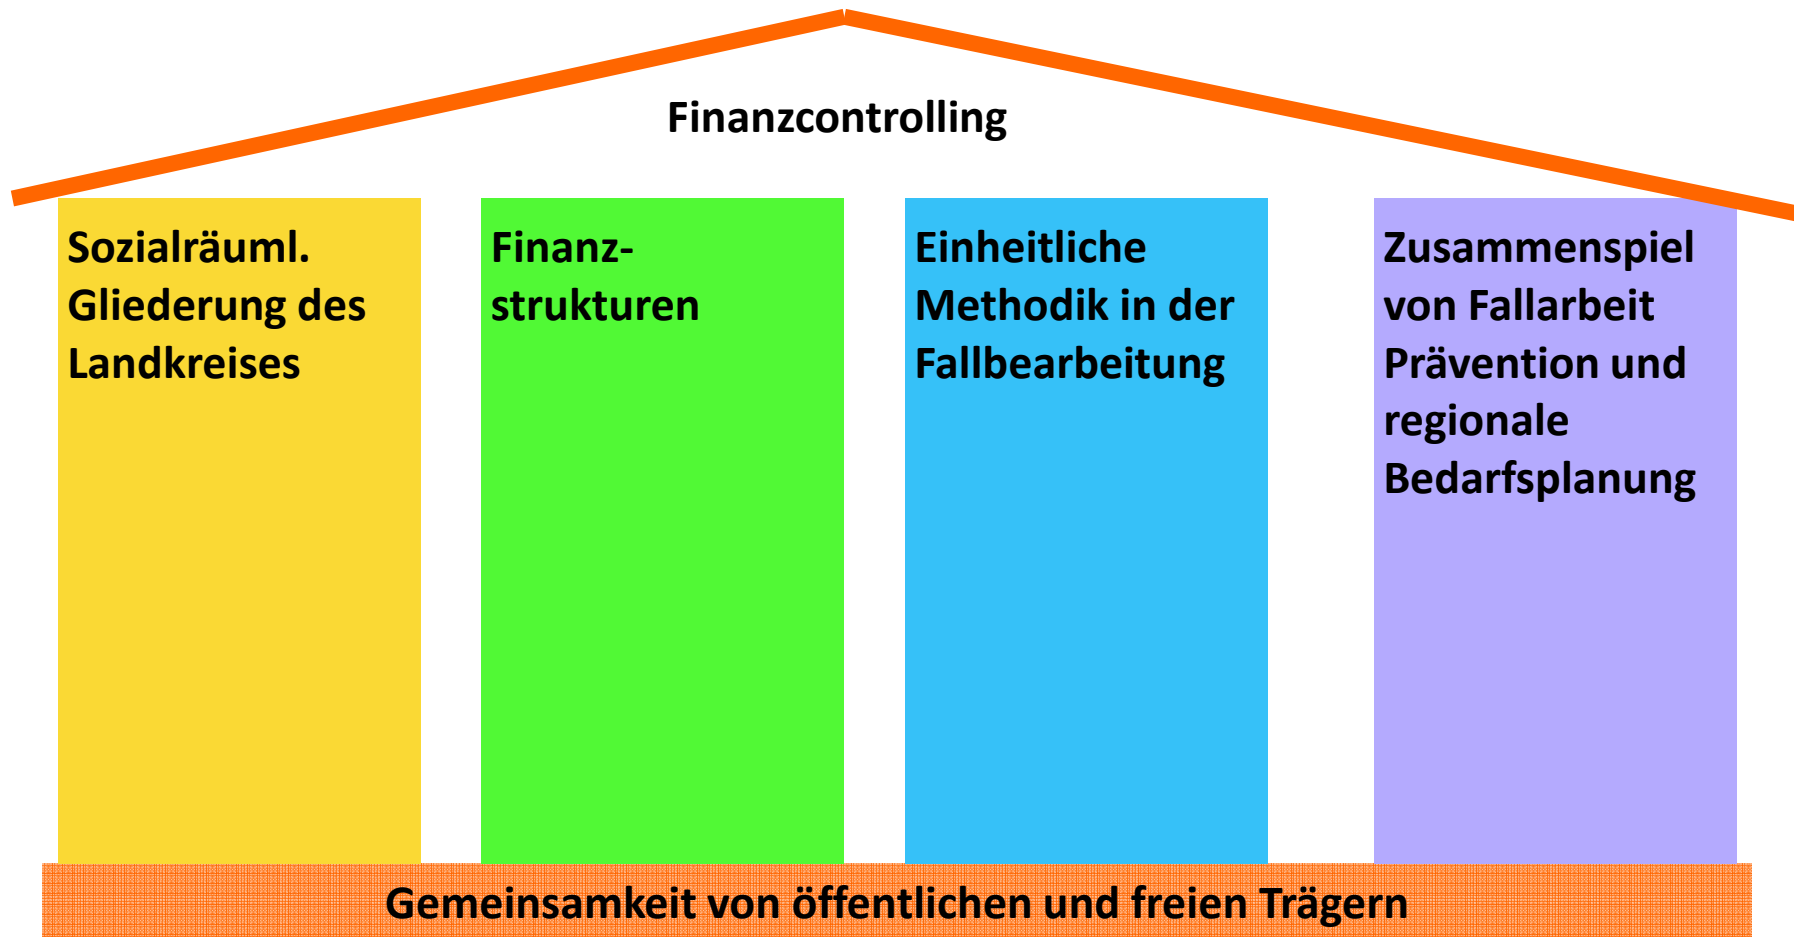 Finanzcontrolling
Sozialräuml.
Gliederung des
Landkreises
Finanz-
strukturen
Einheitliche
Methodik in der
Fallbearbeitung
Zusammenspiel
von Fallarbeit
Prävention und
regionale
Bedarfsplanung
Gemeinsamkeit von öffentlichen und freien Trägern